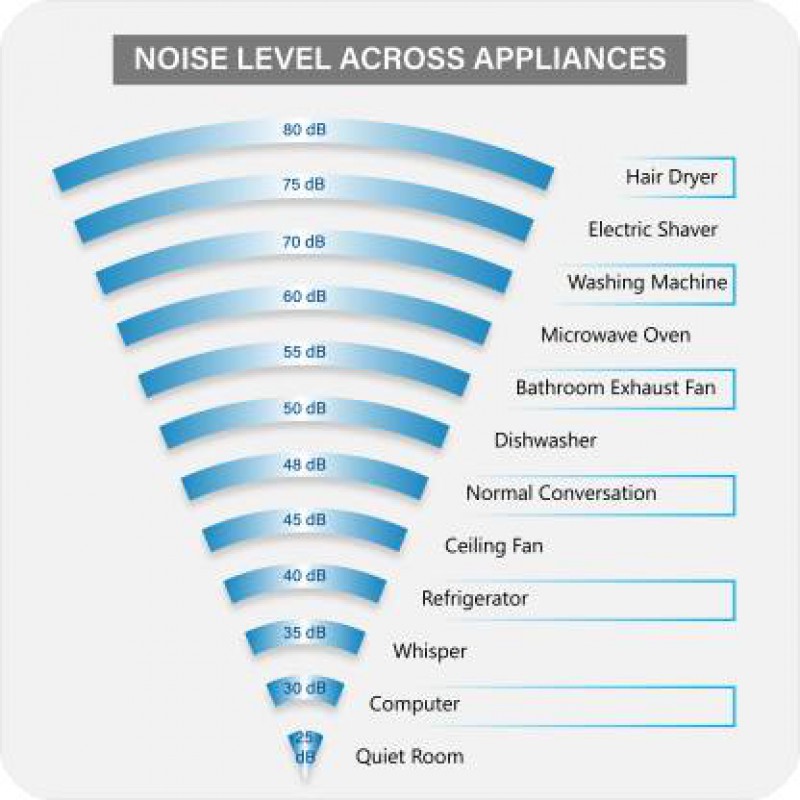 NOISE LEVEL ACROSS APPLIANCES
80 dB
Hair Dryer
75 dB
Electric Shaver
70 dB
Washing Machine
60 dB
Microwave Oven
55 dB
Bathroom Exhaust Fan
50 dB
Dishwasher
48 dB
Normal Conversation
45 dB
Ceiling Fan
40 dB
Refrigerator
35 dB
Whisper
30 dB
Computer
25
dB
Quiet Room